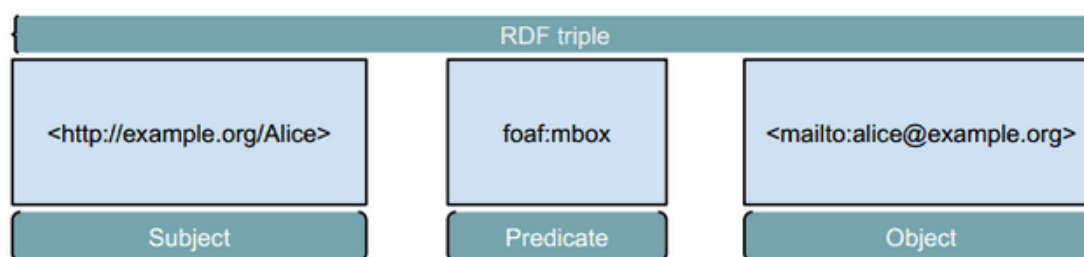 RDF triple
<http://example.org/Alice>
foaf:mbox
<mailto:alice@example.org>
Subject
Predicate
Object